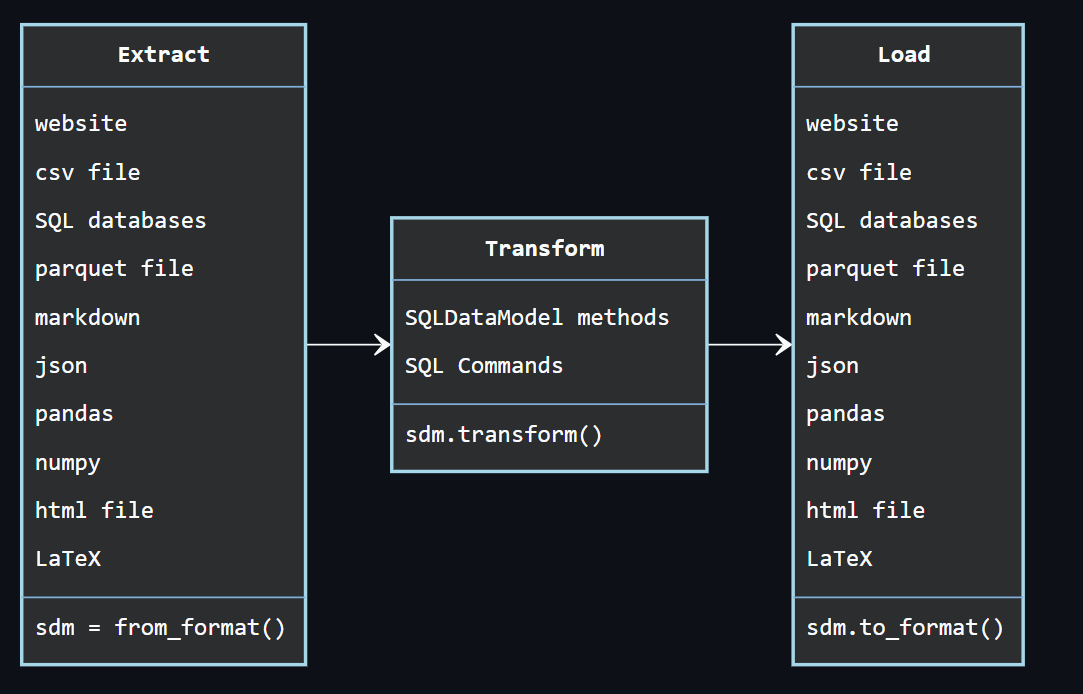 Extract
website
csv file
SQL databases
parquet file
markdown
json
pandas
numpy
html file
LaTeX
sdm = from_format()
Transform
SQLDataModel methods
SQL Commands
sdm.transform()
Load
website
csv file
SQL databases
parquet file
markdown
json
pandas
numpy
html file
LaTeX
sdm.to_format()